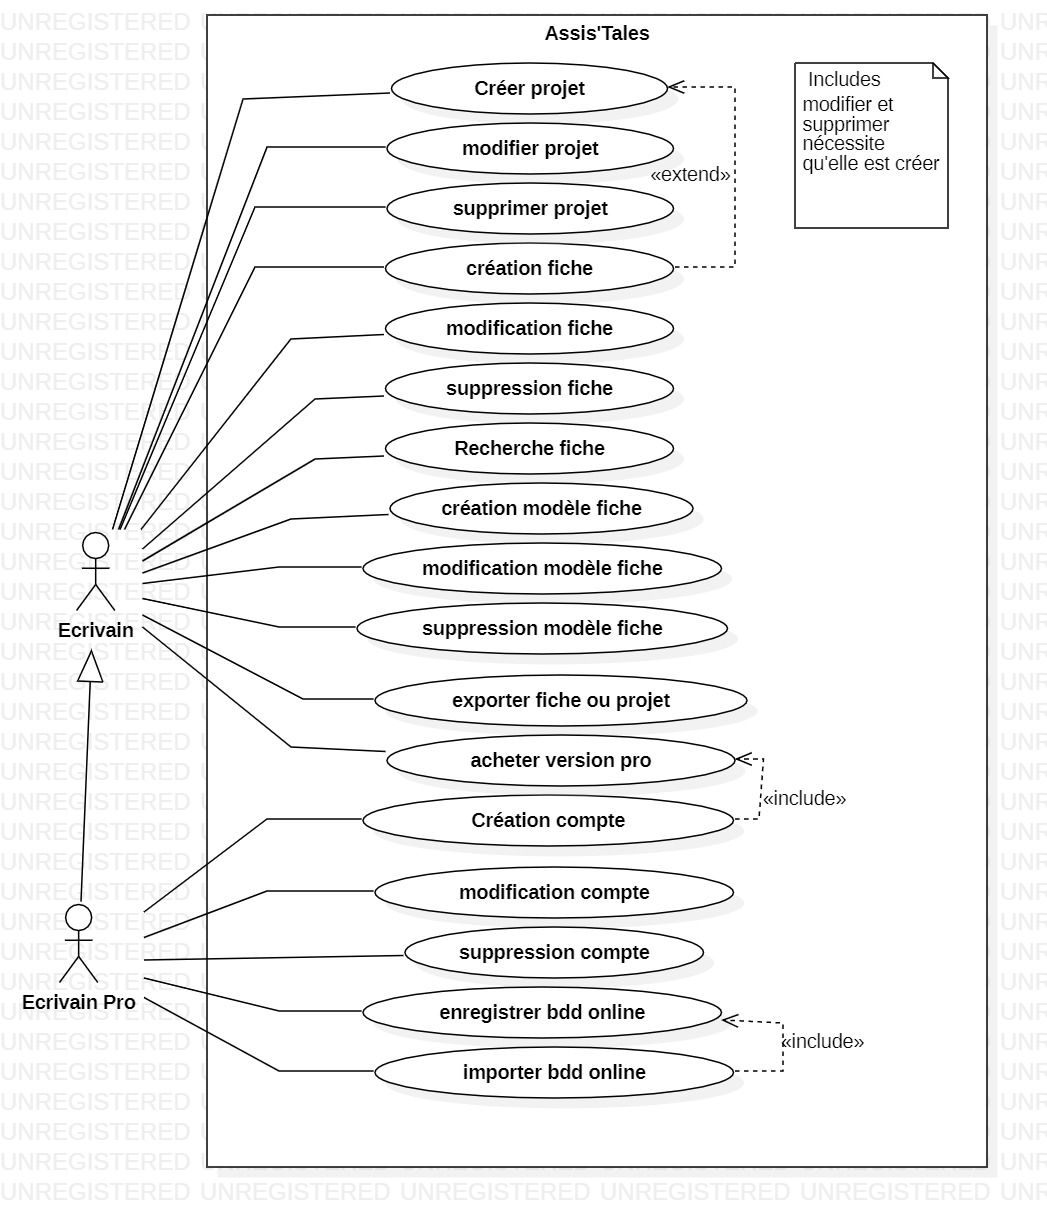 Assis'Tales
Créer projet
Includes
modifier et
supprimer
nécessite
qu'elle est créer
modifier projet
«extend»
supprimer projet
création fiche
modification fiche
suppression fiche
Recherche fiche
création modèle fiche
modification modèle fiche
suppression modèle fiche
Ecrivain
exporter fiche ou projet
acheter version pro
«include»
Création compte
modification compte
suppression compte
Ecrivain Pro
enregistrer bdd online
«include»
importer bdd online
UNREGISTERED UNREGISTERED UNREGISTERED UNREGISTERED UNREGISTERED UNR